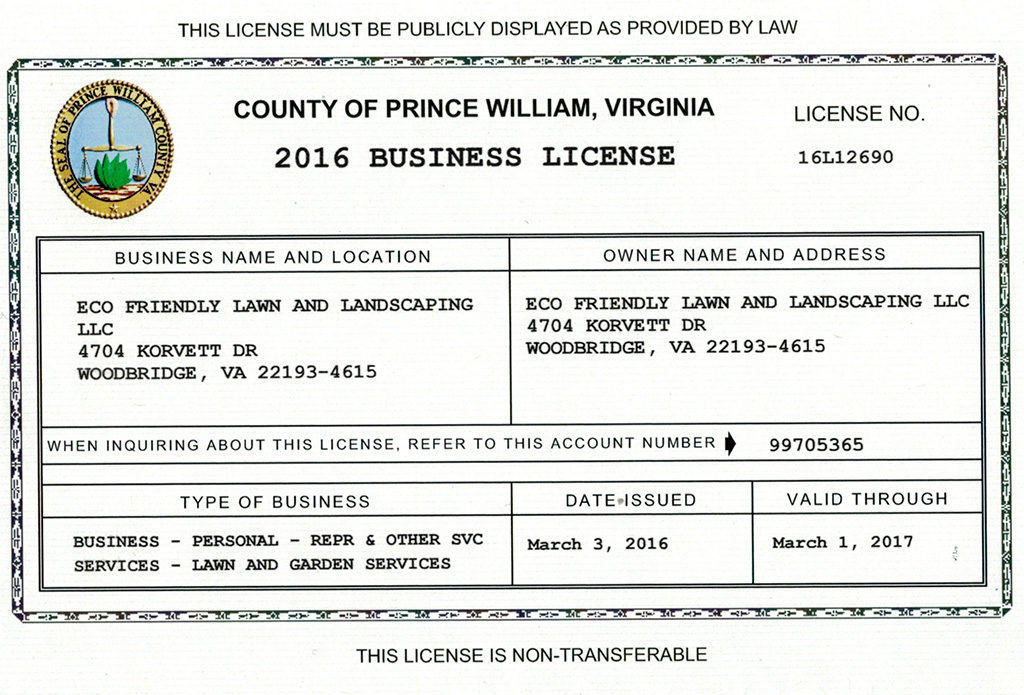 THIS LICENSE MUST BE PUBLICLY DISPLAYED AS PROVIDED BY LAW
THE SEAL OF PRINCE WILLIAM COUNTY VA
COUNTY OF PRINCE WILLIAM, VIRGINIA
2016 BUSINESS LICENSE
LICENSE NO.
16L12690
BUSINESS NAME AND LOCATION
ECO FRIENDLY LAWN AND LANDSCAPING
LLC
4704 KORVETT DR
WOODBRIDGE, VA 22193-4615
OWNER NAME AND ADDRESS
ECO FRIENDLY LAWN AND LANDSCAPING LLC
4704 KORVETT DR
WOODBRIDGE, VA 22193-4615
WHEN INQUIRING ABOUT THIS LICENSE, REFER TO THIS ACCOUNT NUMBER 99705365
TYPE OF BUSINESS
BUSINESS - PERSONAL - REPR & OTHER SVC
SERVICES - LAWN AND GARDEN SERVICES
DATE ISSUED
March 3, 2016
VALID THROUGH
March 1, 2017
THIS LICENSE IS NON-TRANSFERABLE